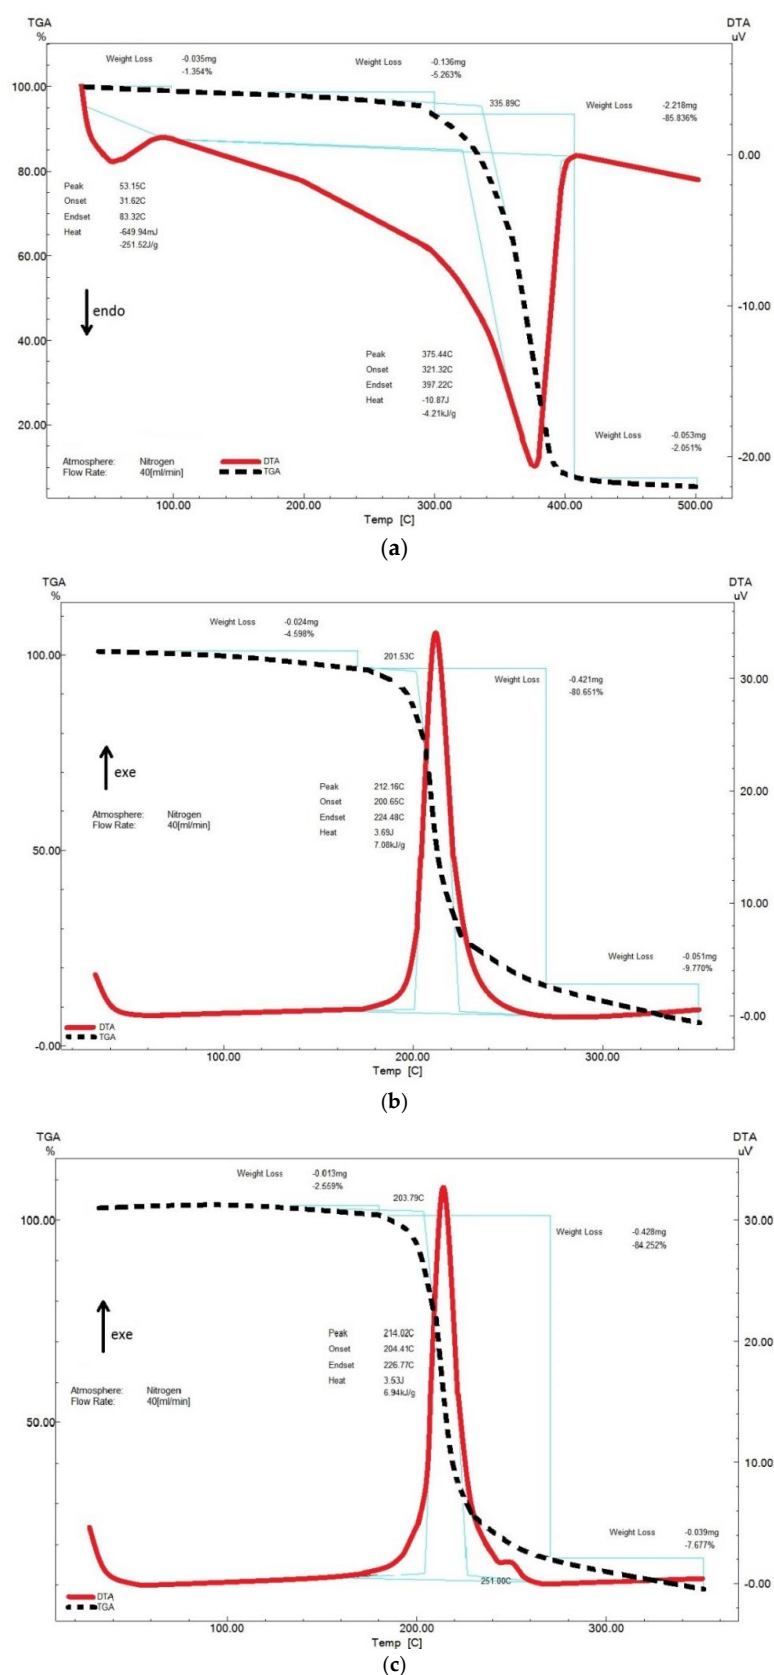 TGA
%
DTA
uV
Weight Loss -0.035mg
-1.354%
Weight Loss -0.136mg
-5.263%
335.89C
Weight Loss -2.218mg
-85.836%
100.00
80.00
60.00
40.00
20.00
0.00
-10.00
-20.00
Peak 53.15C
Onset 31.62C
Endset 83.32C
Heat -649.94mJ
-251.52J/g
endo
Peak 375.44C
Onset 321.32C
Endset 397.22C
Heat -10.87J
-4.21kJ/g
Weight Loss -0.053mg
-2.051%
Atmosphere: Nitrogen
Flow Rate: 40[ml/min]
DTA
TGA
100.00 200.00 300.00 400.00 500.00
Temp [C]
(a)
TGA
%
DTA
uV
Weight Loss -0.024mg
-4.598%
201.53C
Weight Loss -0.421mg
-80.651%
100.00
50.00
-0.00
30.00
20.00
10.00
-0.00
exe
Peak 212.16C
Onset 200.65C
Endset 224.48C
Heat 3.69J
7.08kJ/g
Atmosphere: Nitrogen
Flow Rate: 40[ml/min]
Weight Loss -0.051mg
-9.770%
DTA
TGA
100.00 200.00 300.00
Temp [C]
(b)
TGA
%
DTA
uV
Weight Loss -0.013mg
-2.559%
203.79C
Weight Loss -0.428mg
-84.252%
100.00
50.00
30.00
20.00
10.00
-0.00
exe
Peak 214.02C
Onset 204.41C
Endset 226.77C
Heat 3.53J
6.94kJ/g
Atmosphere: Nitrogen
Flow Rate: 40[ml/min]
Weight Loss -0.039mg
-7.677%
251.00C
DTA
TGA
100.00 200.00 300.00
Temp [C]
(c)